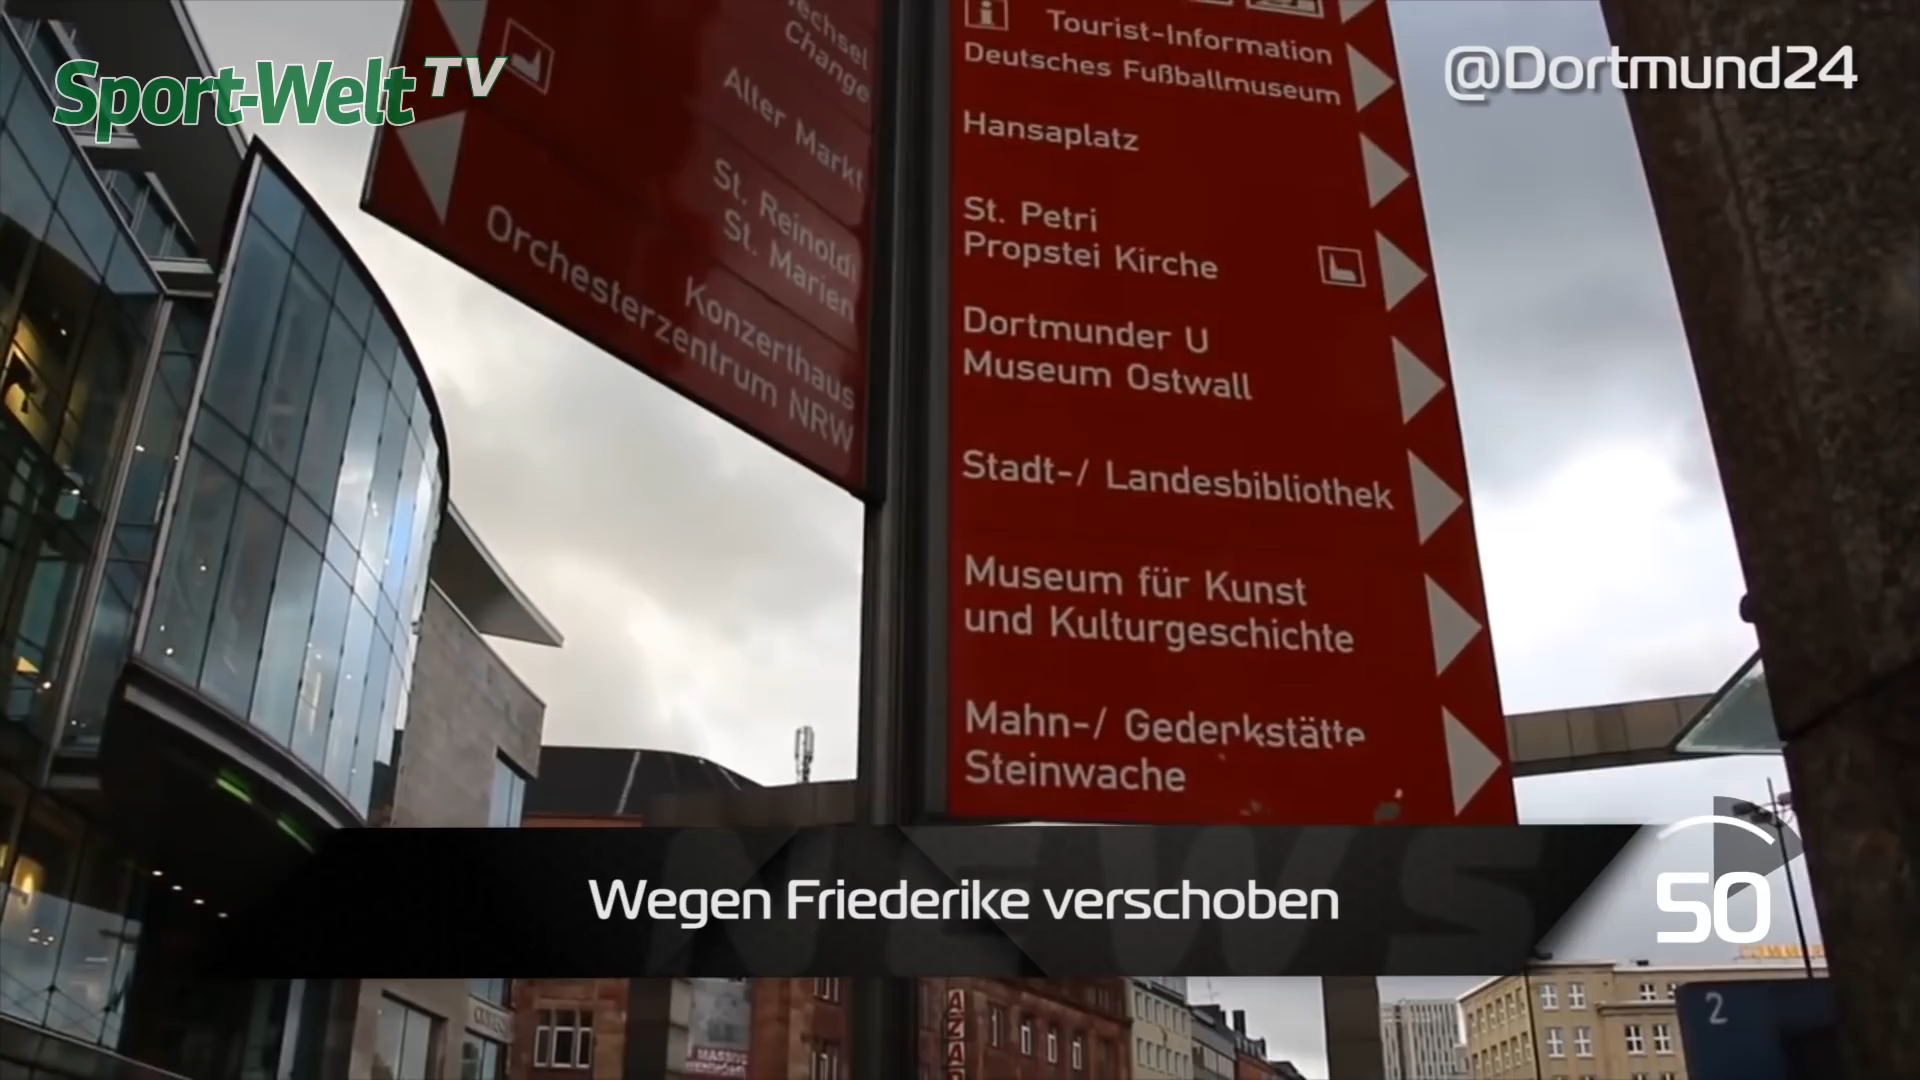 Sport-Welt TV
@Dortmund24
Change
Alter Markt
St. Reinoldi
St. Marien
Konzerthaus
Orchesterzentrum NRW
Tourist-Information
Deutsches Fußballmuseum
Hansaplatz
St. Petri
Propstei Kirche
Dortmunder U
Museum Ostwall
Stadt-/ Landesbibliothek
Museum für Kunst
und Kulturgeschichte
Mahn-/ Gedenkstätte
Steinwache
NEWS
Wegen Friederike verschoben
50
2